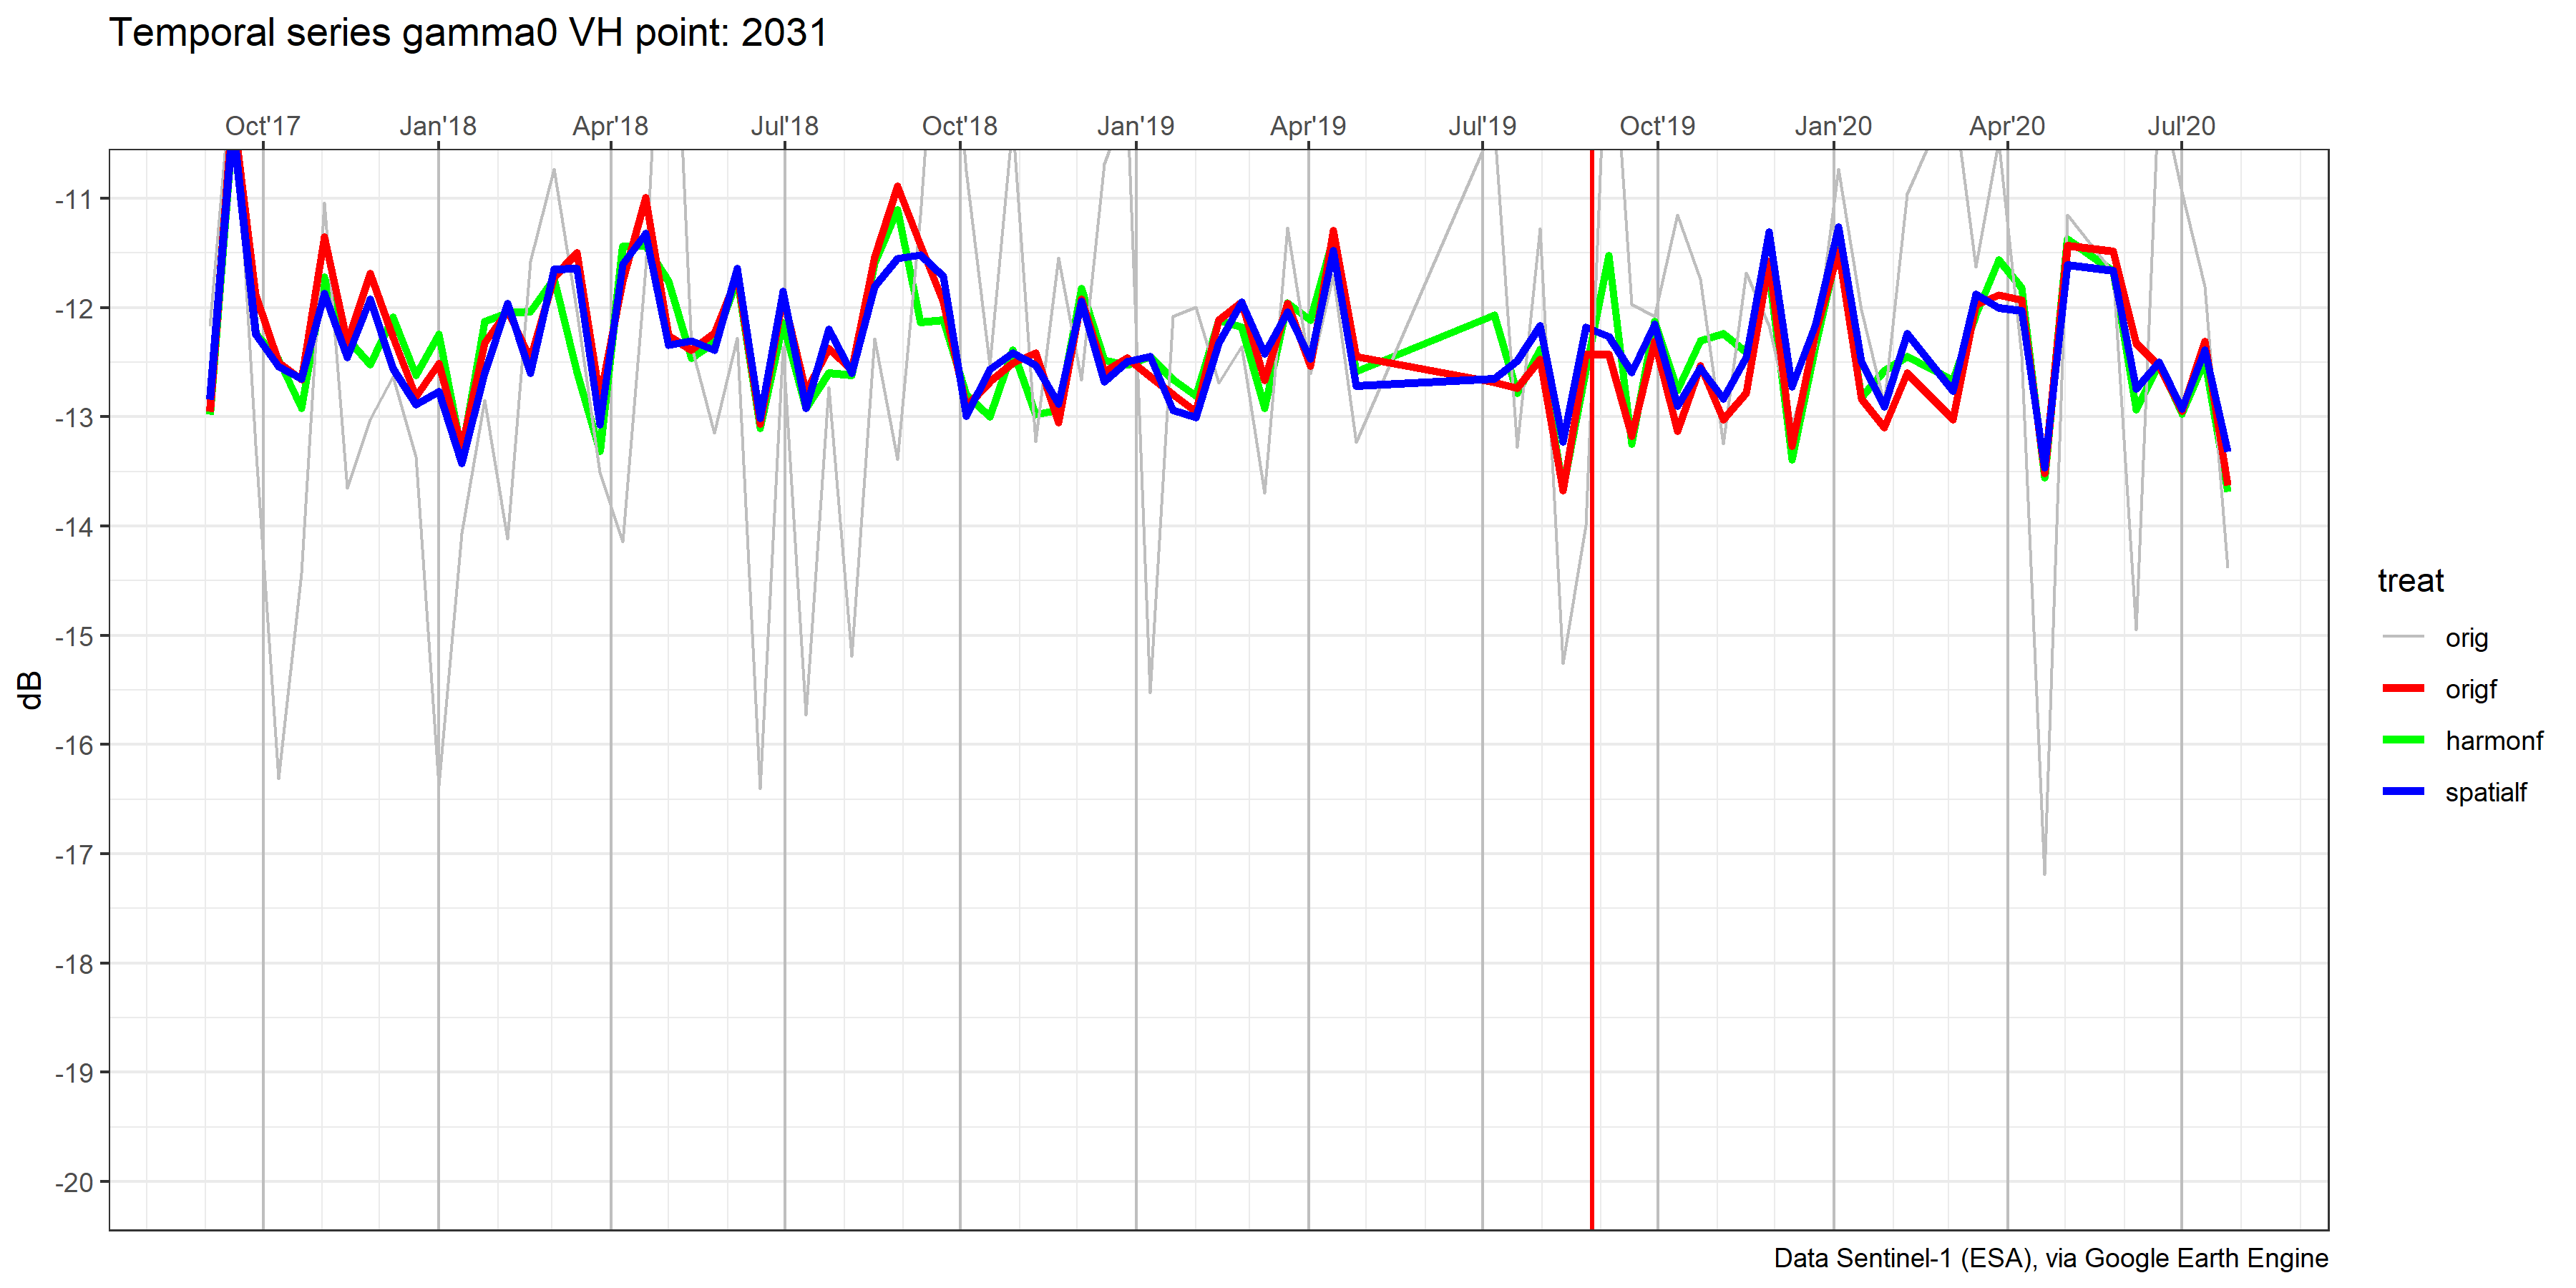 Temporal series gamma0 VH point: 2031
Oct'17 Jan'18 Apr'18 Jul'18 Oct'18 Jan'19 Apr'19 Jul'19 Oct'19 Jan'20 Apr'20 Jul'20
-11
-12
-13
-14
-15
-16
-17
-18
-19
-20
dB
treat
orig
origf
harmonf
spatialf
Data Sentinel-1 (ESA), via Google Earth Engine